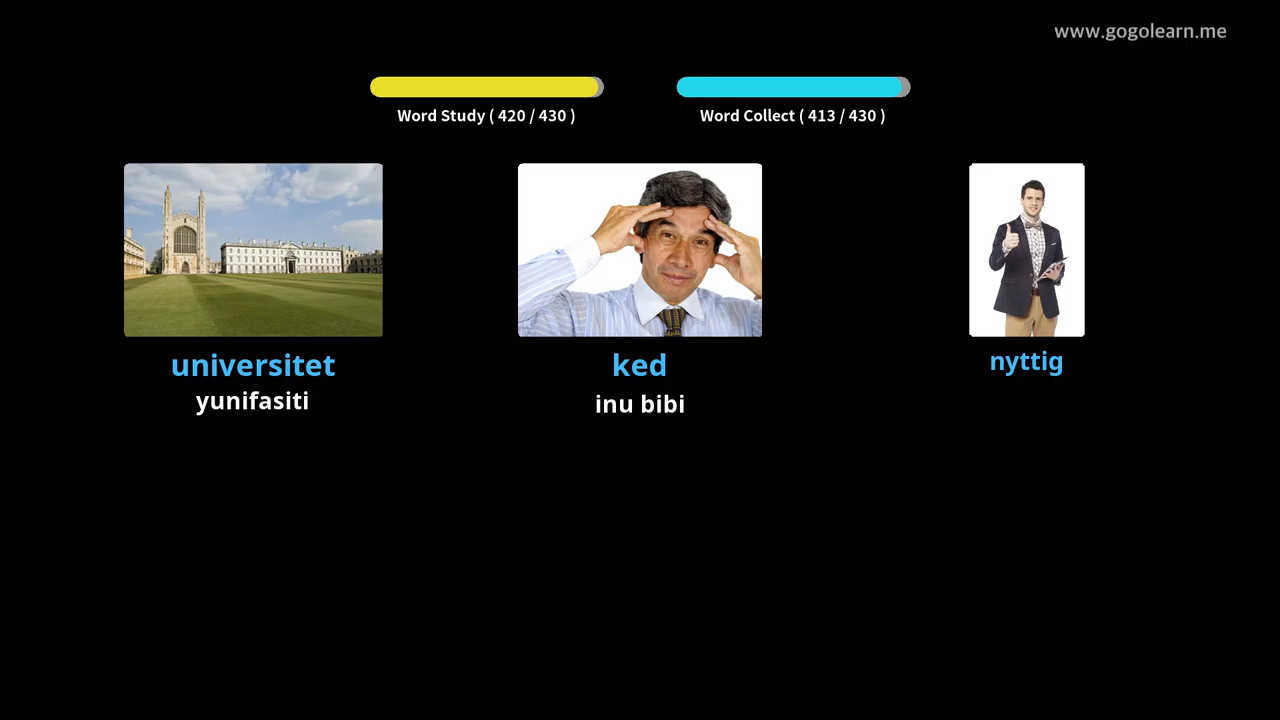 www.gogolearn.me
Word Study ( 420 / 430 )
Word Collect ( 413 / 430 )
universitet
yunifasiti
ked
inu bibi
nyttig